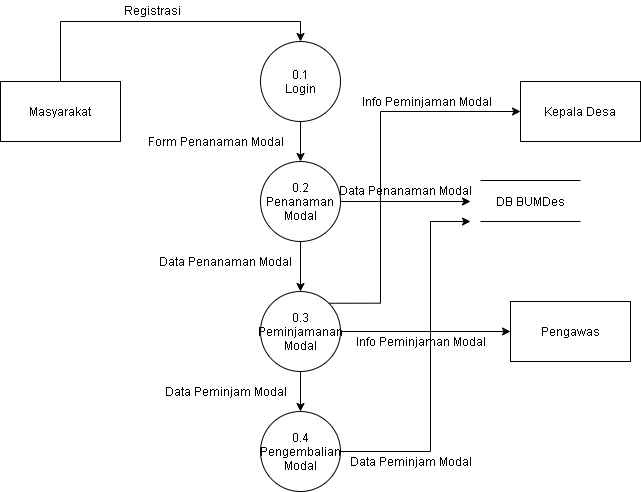 Registrasi
0.1
Login
Masyarakat
Info Peminjaman Modal
Kepala Desa
Form Penanaman Modal
0.2
Penanaman
Modal
Data Penanaman Modal
DB BUMDes
Data Penanaman Modal
0.3
Peminjamanan
Modal
Info Peminjaman Modal
Pengawas
Data Peminjam Modal
0.4
Pengembalian
Modal
Data Peminjam Modal